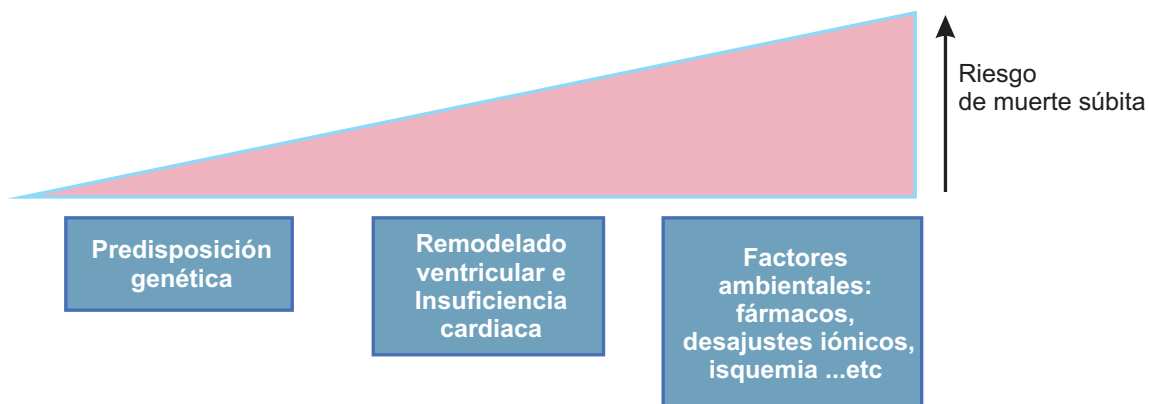 Riesgo
de muerte súbita
Predisposición
genética
Remodelado
ventricular e
Insuficiencia
cardiaca
Factores
ambientales:
fármacos,
desajustes iónicos,
isquemia ...etc